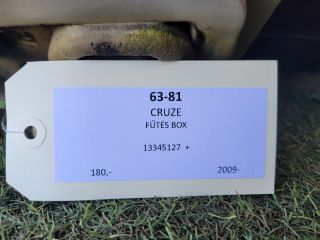 63-81
CRUZE
FŰTÉS BOX
13345127 +
180,- 2009-